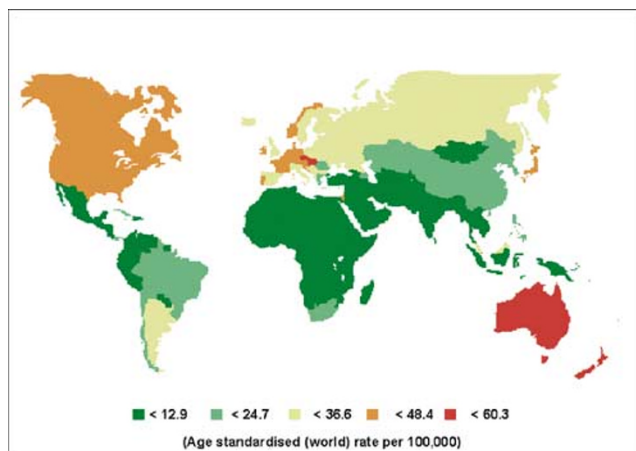 < 12.9 < 24.7 < 36.6 < 48.4 < 60.3
(Age standardised (world) rate per 100,000)